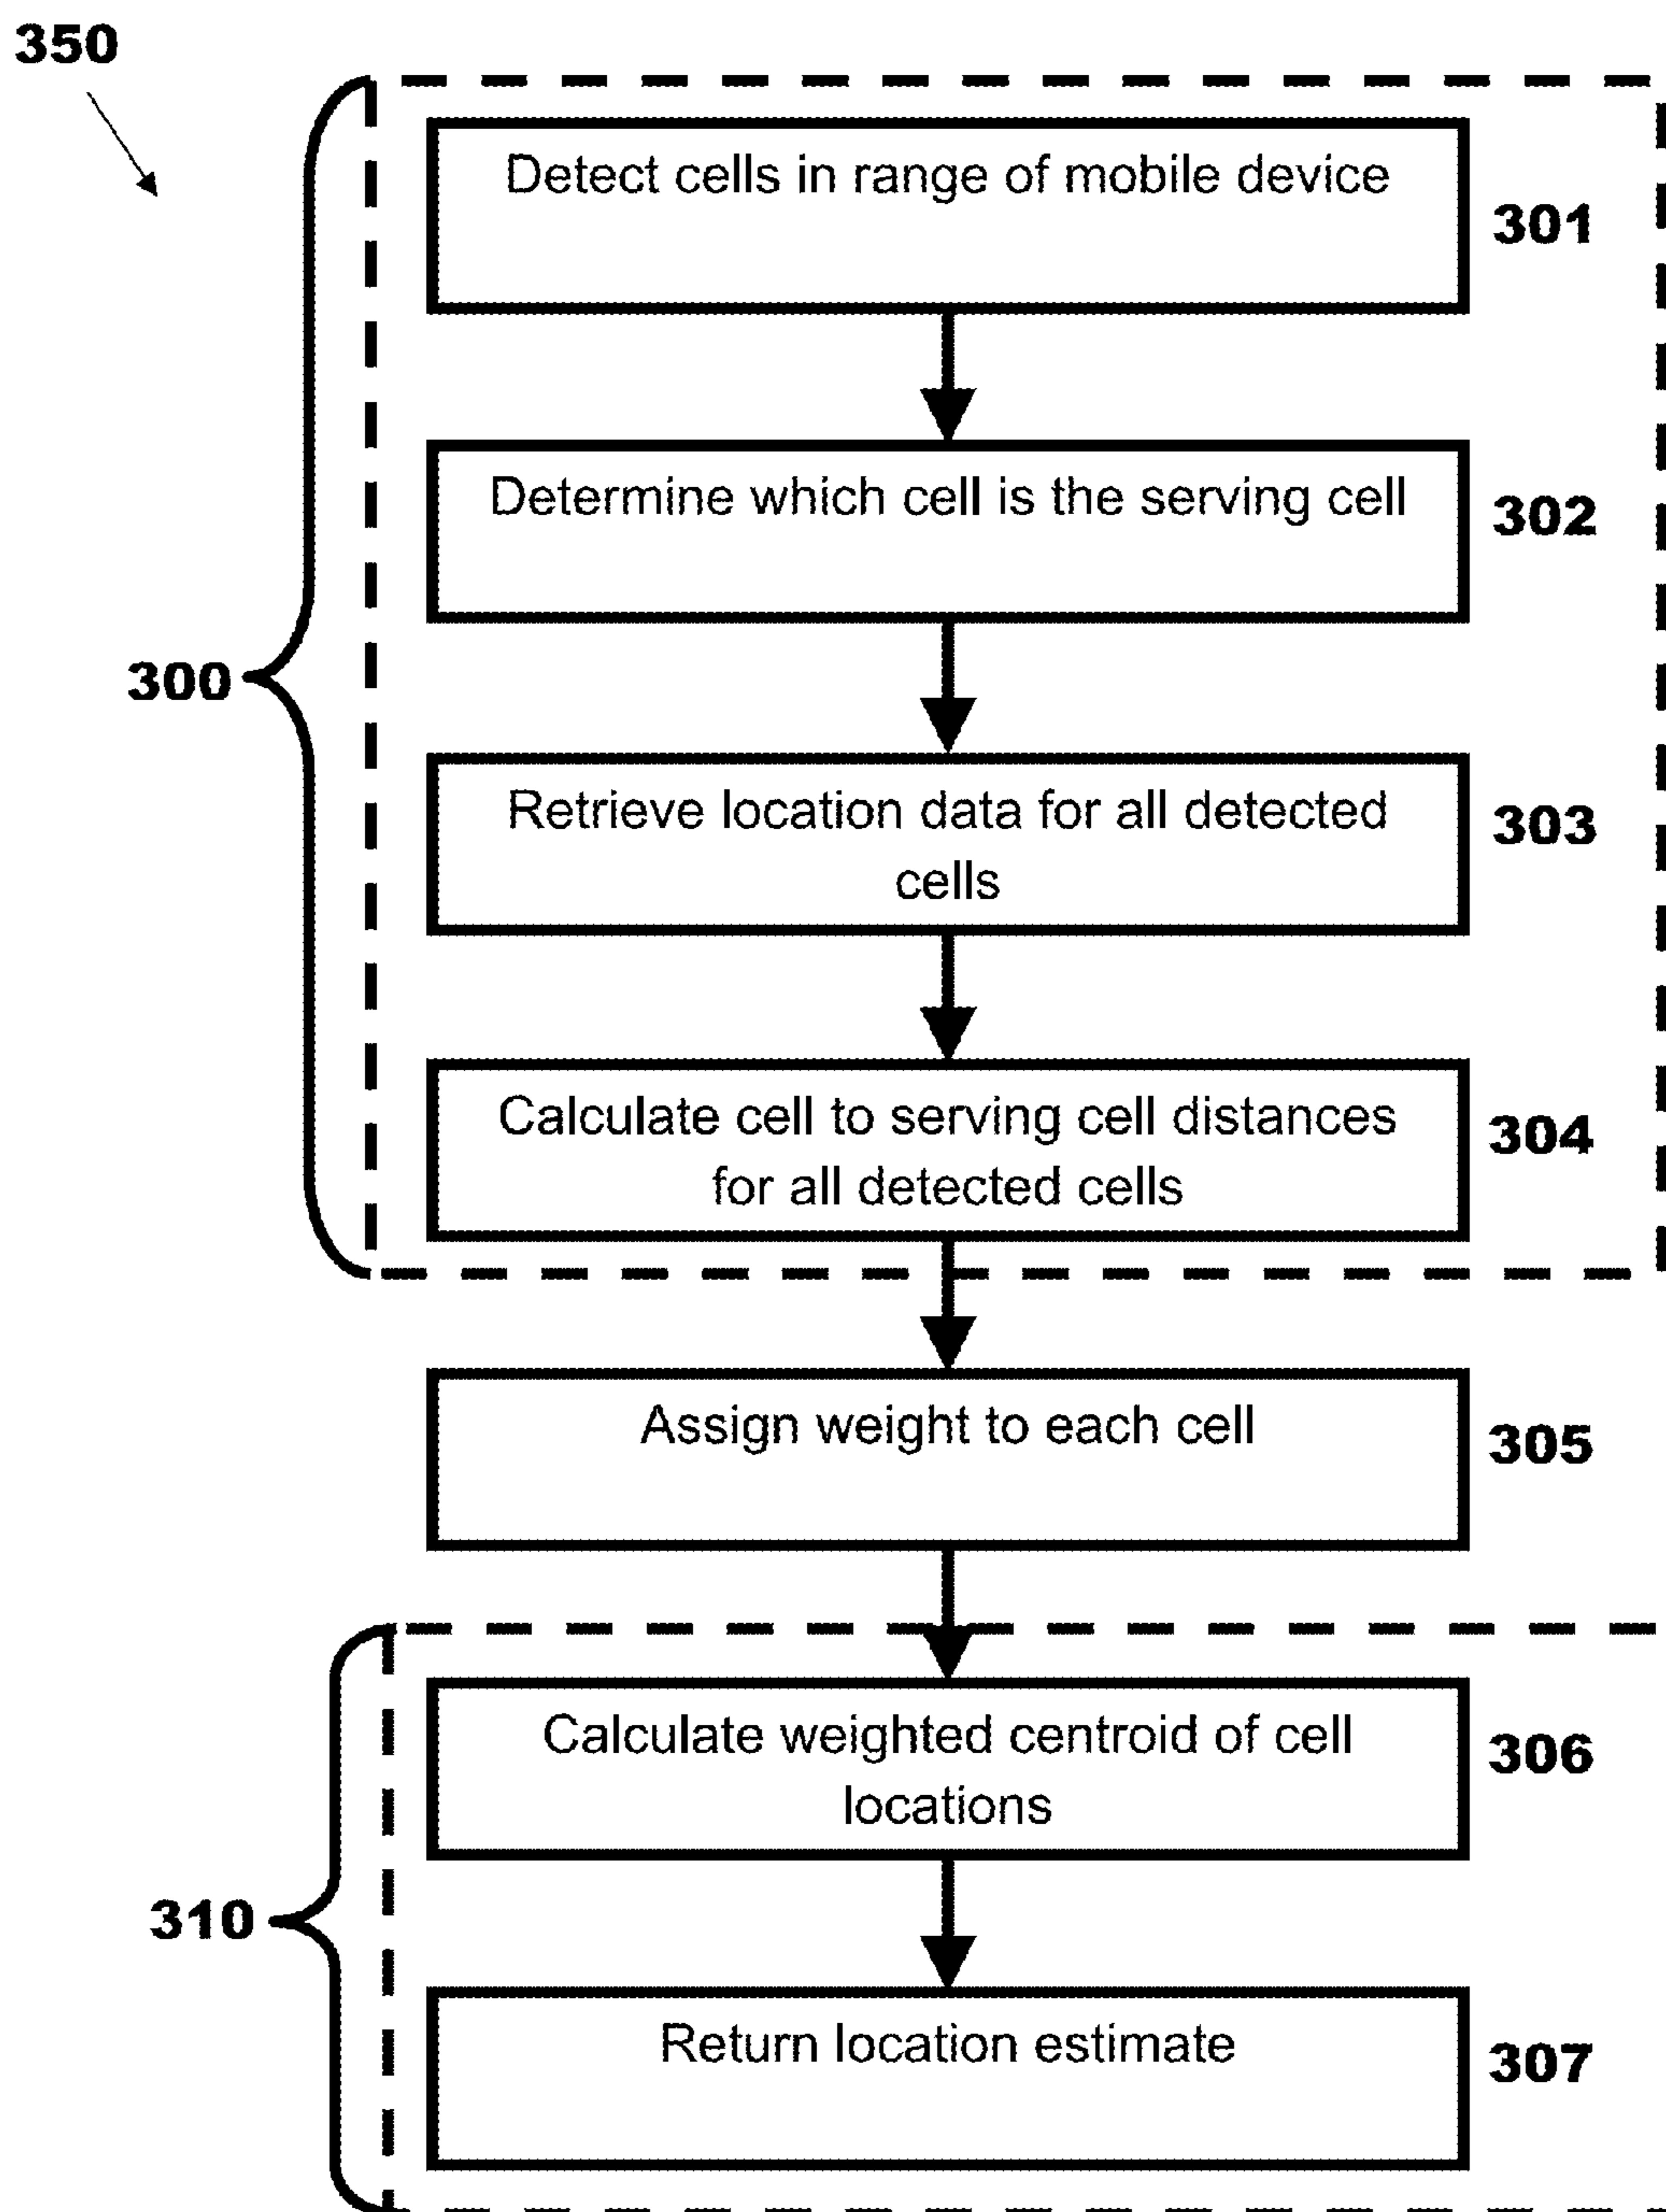 350
Detect cells in range of mobile device
301
Determine which cell is the serving cell
302
300
Retrieve location data for all detected
cells
303
Calculate cell to serving cell distances
for all detected cells
304
Assign weight to each cell
305
Calculate weighted centroid of cell
locations
306
310
Return location estimate
307